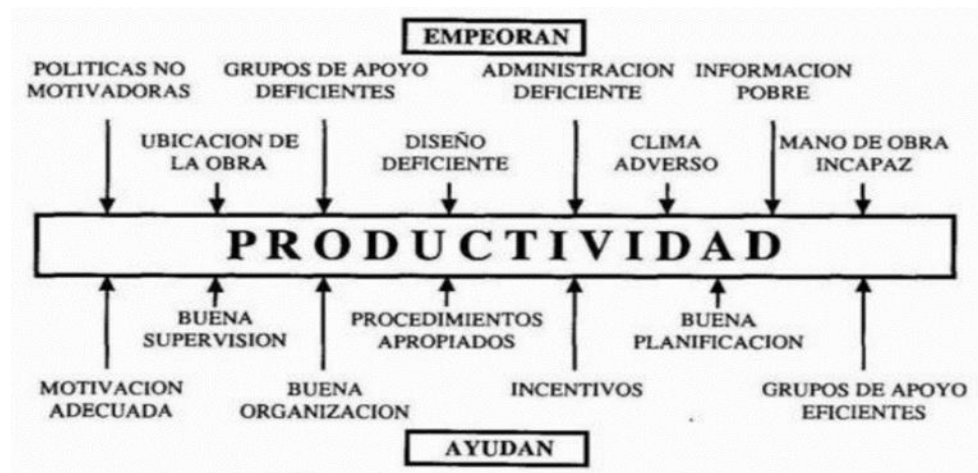 EMPEORAN
POLITICAS NO
MOTIVADORAS
GRUPOS DE APOYO
DEFICIENTES
ADMINISTRACION
DEFICIENTE
INFORMACION
POBRE
UBICACION DE
LA OBRA
DISEÑO
DEFICIENTE
CLIMA
ADVERSO
MANO DE OBRA
INCAPAZ
PRODUCTIVIDAD
BUENA
SUPERVISION
PROCEDIMIENTOS
APROPIADOS
BUENA
PLANIFICACION
MOTIVACION
ADECUADA
BUENA
ORGANIZACION
INCENTIVOS
GRUPOS DE APOYO
EFICIENTES
AYUDAN